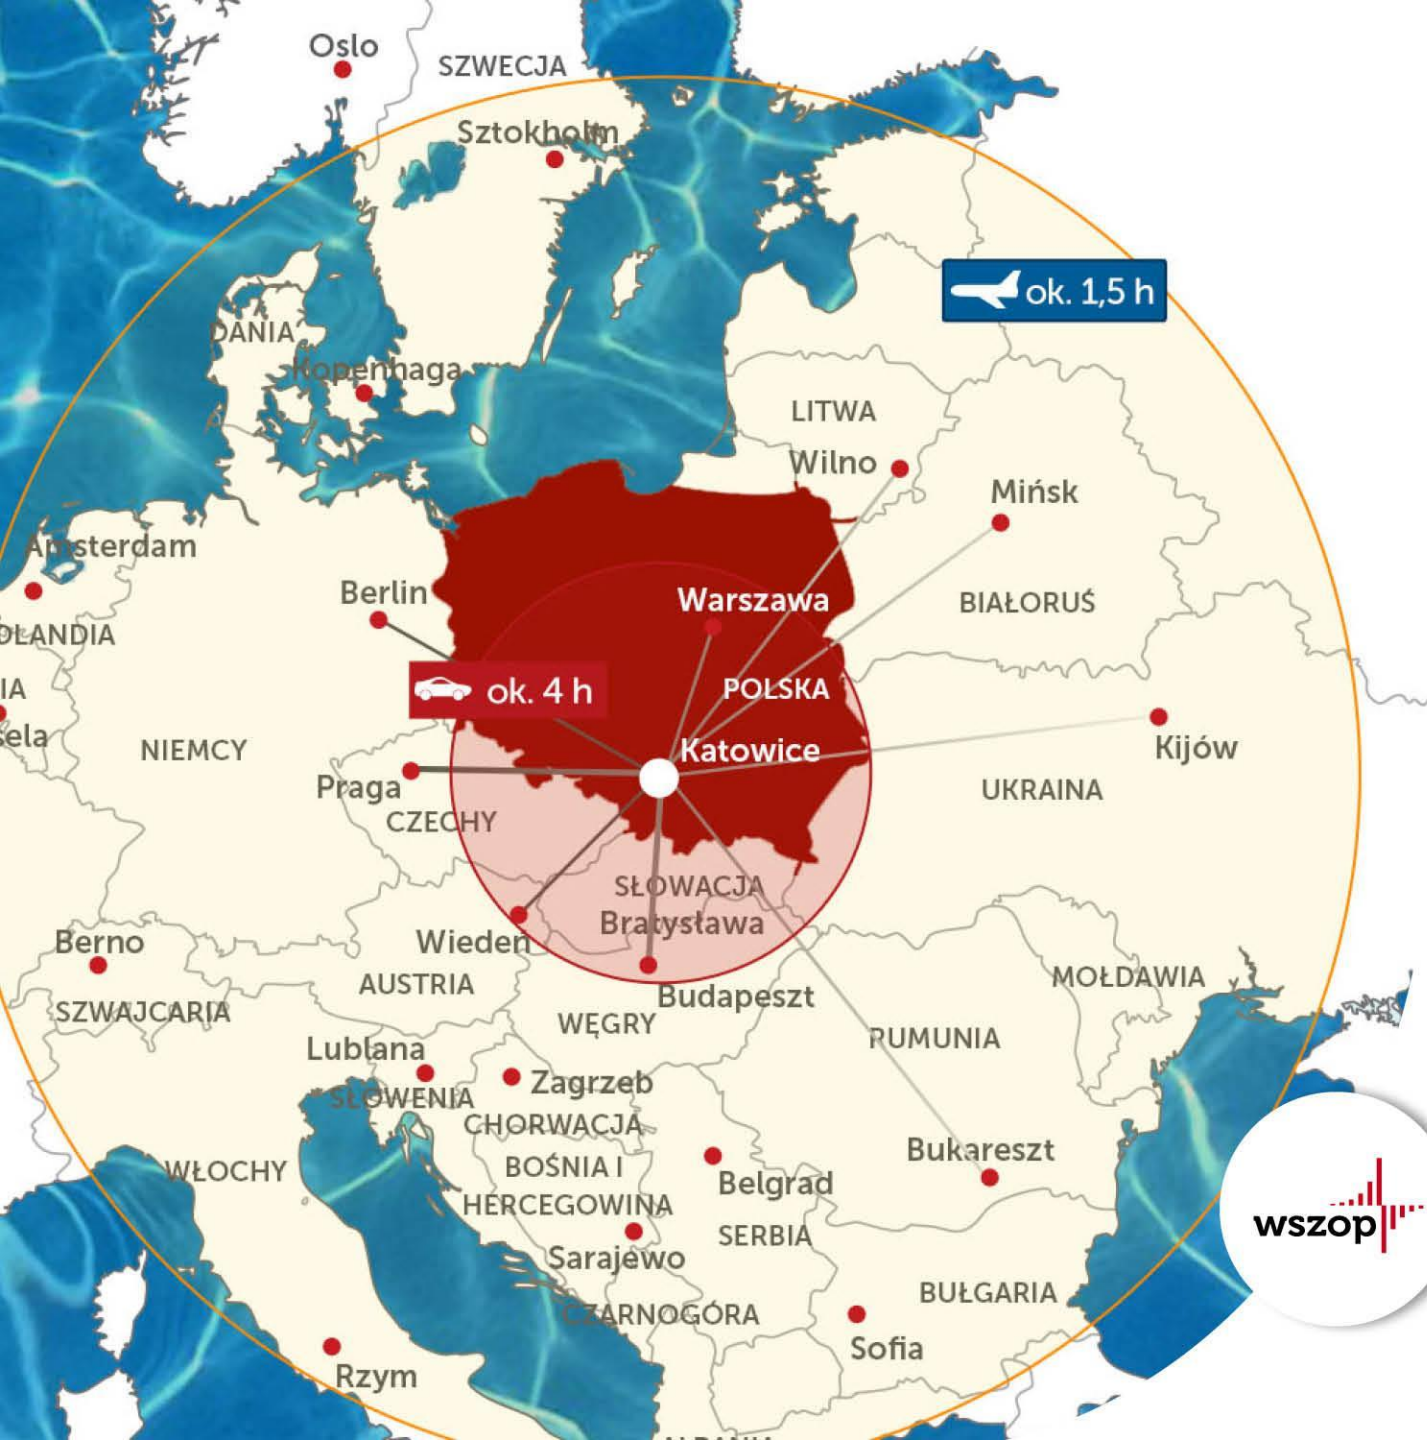 Oslo
SZWECJA
Sztokholm
ok. 1,5 h
DANIA
Kopenhaga
LITWA
Wilno
Mińsk
Amsterdam
Berlin
Warszawa
BIAŁORUŚ
OLANDIA
IA
ok. 4 h
POLSKA
sela
NIEMCY
Katowice
Kijów
Praga
UKRAINA
CZECHY
SŁOWACJA
Bratysława
Berno
Wiedeń
AUSTRIA
MOŁDAWIA
Budapeszt
SZWAJCARIA
WĘGRY
RUMUNIA
Lublana
Zagrzeb
SŁOWENIA
CHORWACJA
Bukareszt
WŁOCHY
BOŚNIA I
HERCEGOWINA
Belgrad
wszop
SERBIA
Sarajewo
BUŁGARIA
CZARNOGÓRA
Sofia
Rzym